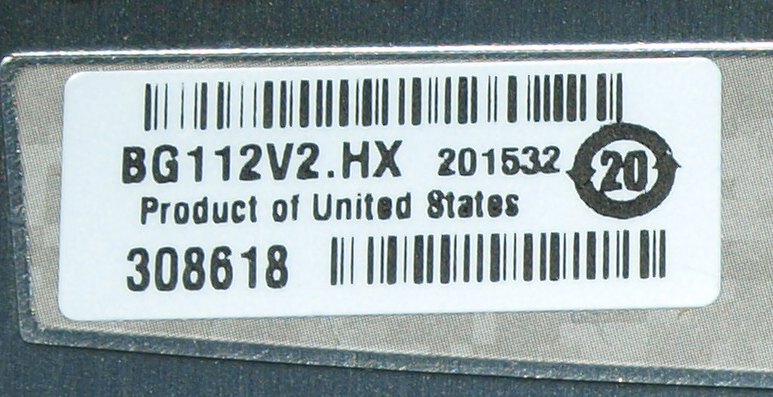 BG112V2.HX 201532 20
Product of United States
308618